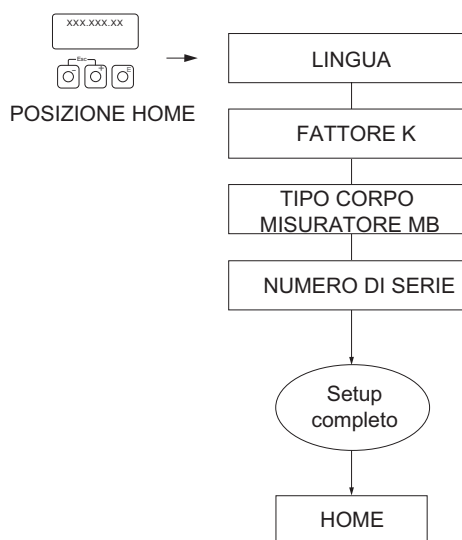 xxx.xxx.xx
Esc
- + E
POSIZIONE HOME
LINGUA
FATTORE K
TIPO CORPO
MISURATORE MB
NUMERO DI SERIE
Setup
completo
HOME